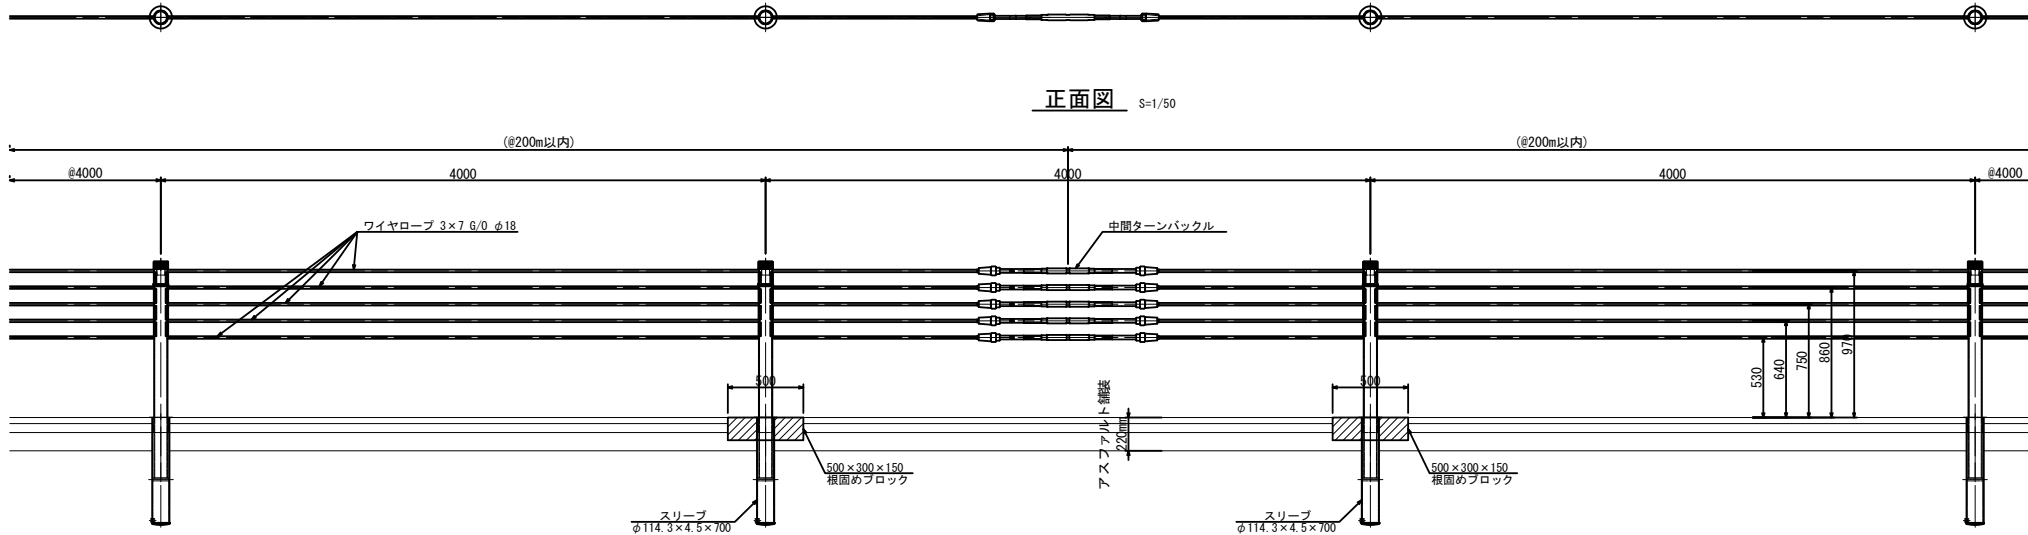 正面図 S=1/50
(@200m以内) (@200m以内)
@4000 4000 4000 4000 @4000
ワイヤロープ 3×7 G/O φ18
中間ターンバックル
530
640
750
860
970
500
500
アスファルト舗装
220mm
500×300×150
根固めブロック
500×300×150
根固めブロック
スリーブ
φ114.3×4.5×700
スリーブ
φ114.3×4.5×700